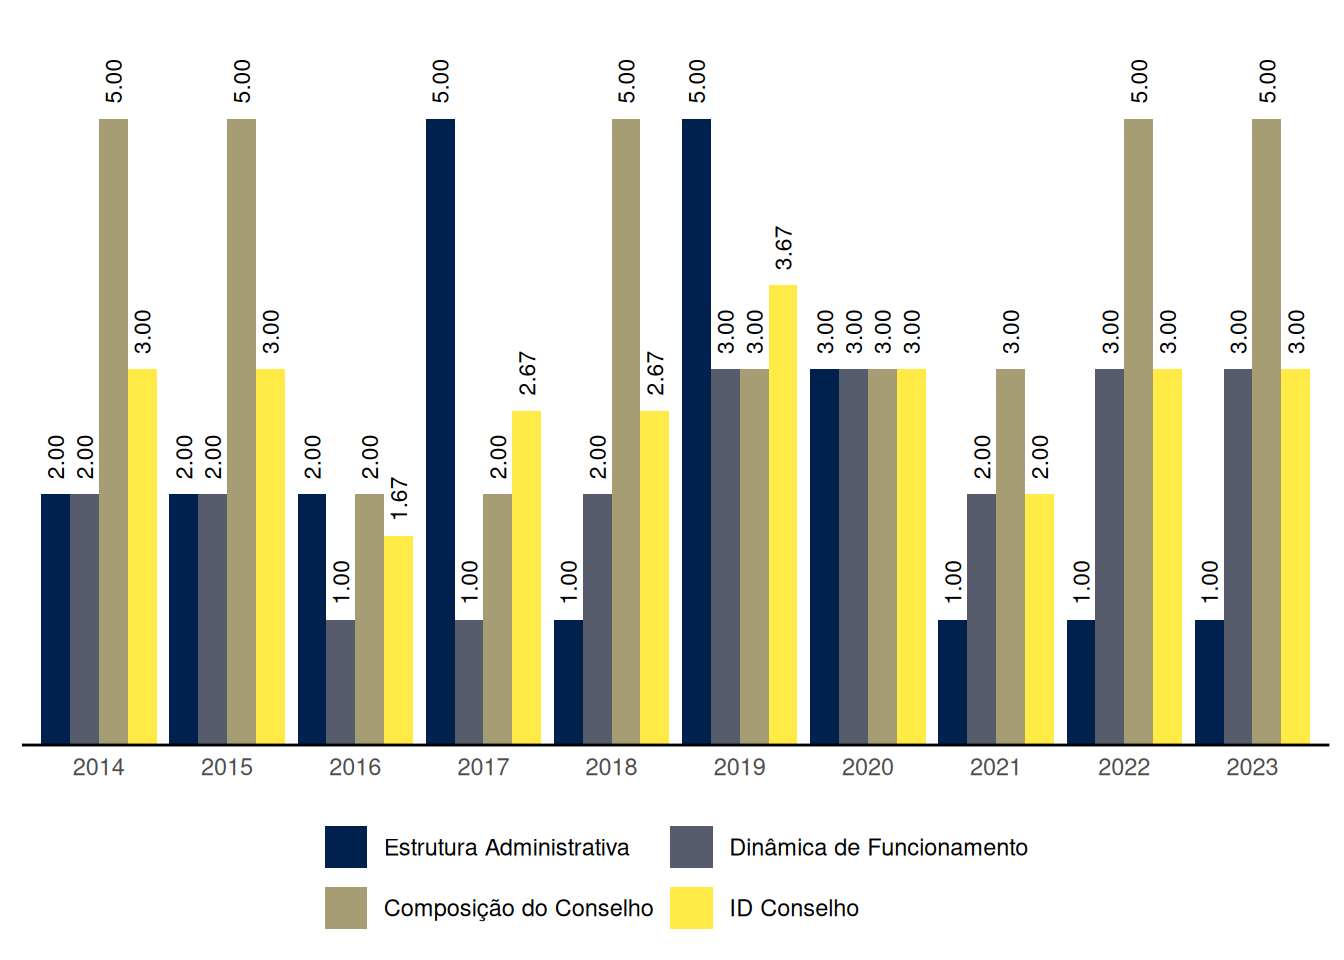 2.00 2.00 5.00 3.00 2.00 2.00 5.00 3.00 2.00 1.00 2.00 1.67 5.00 1.00 2.00 2.67 1.00 2.00 5.00 2.67 5.00 3.00 3.00 3.67 3.00 3.00 3.00 3.00 1.00 2.00 3.00 2.00 1.00 3.00 5.00 3.00 1.00 3.00 5.00 3.00
2014 2015 2016 2017 2018 2019 2020 2021 2022 2023
Estrutura Administrativa Dinâmica de Funcionamento
Composição do Conselho ID Conselho